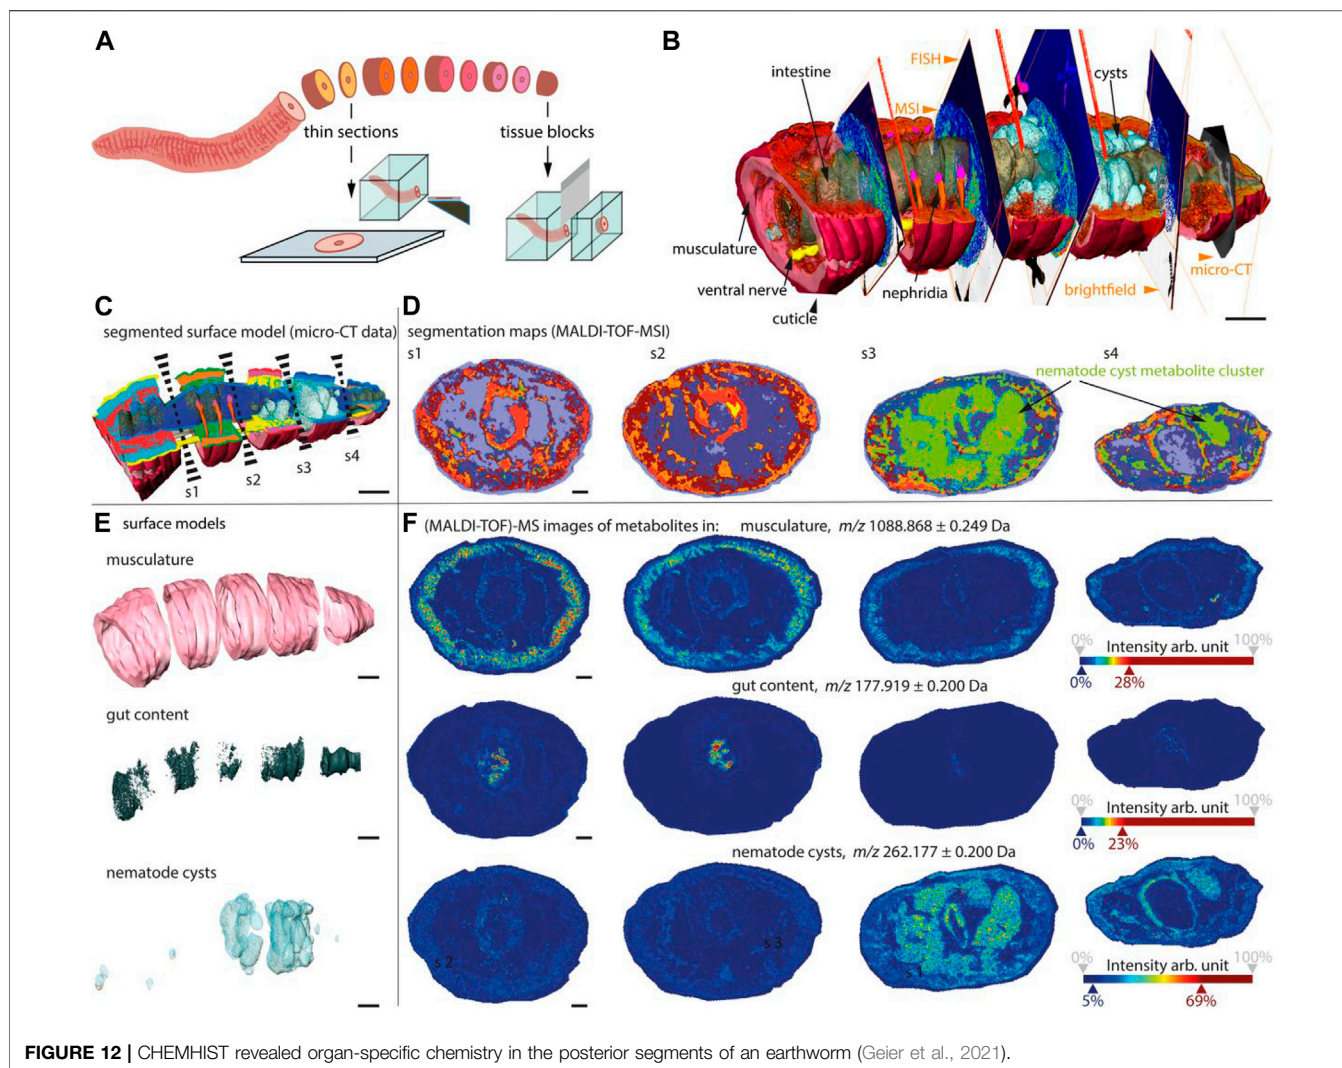 A
thin sections
tissue blocks
B
FISH
MSI
intestine
cysts
musculature
ventral nerve
cuticle
nephridia
brightfield
micro-CT
C
segmented surface model (micro-CT data)
s1
s2
s3
s4
D
segmentation maps (MALDI-TOF-MSI)
s1
s2
s3
s4
nematode cyst metabolite cluster
E
surface models
musculature
gut content
nematode cysts
F
(MALDI-TOF)-MS images of metabolites in: musculature, m/z 1088.868 ± 0.249 Da
0% 100%
Intensity arb. unit
0% 28%
gut content, m/z 177.919 ± 0.200 Da
0% 100%
Intensity arb. unit
0% 23%
nematode cysts, m/z 262.177 ± 0.200 Da
s 2
s 3
s 1
0% 100%
Intensity arb. unit
5% 69%
FIGURE 12 | CHEMHIST revealed organ-specific chemistry in the posterior segments of an earthworm (Geier et al., 2021).